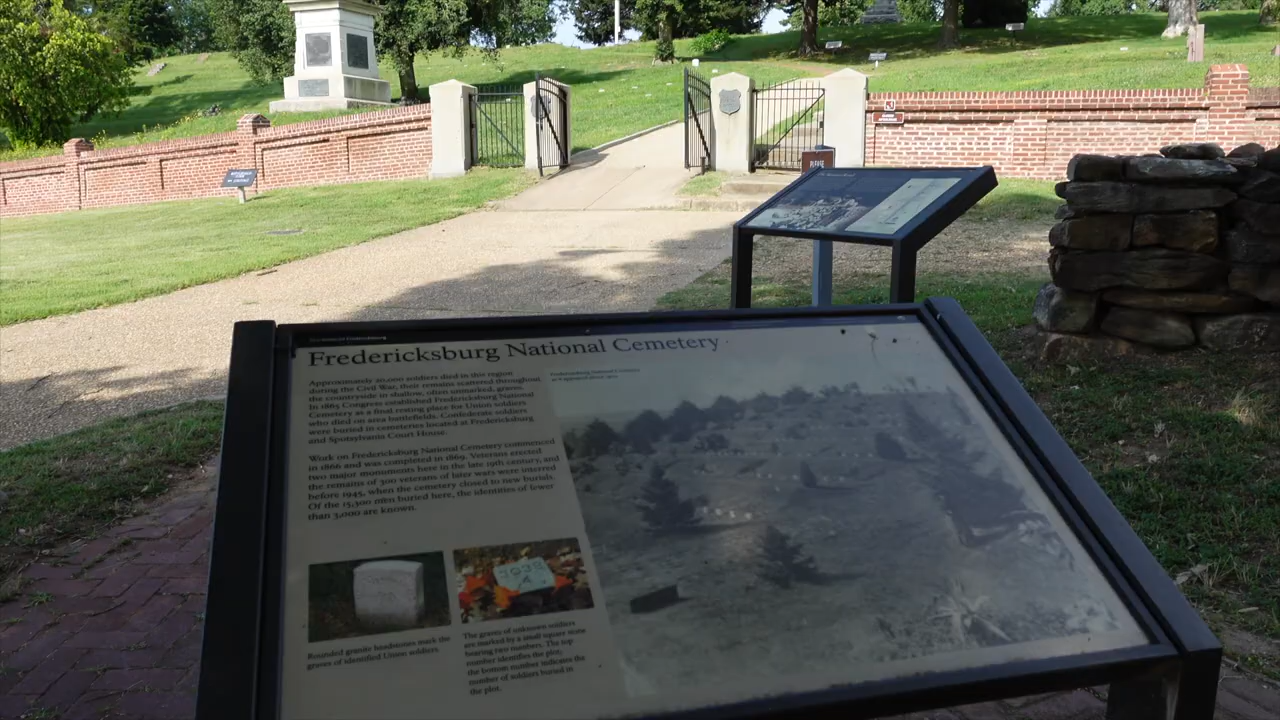 PLEASE
Fredericksburg National Cemetery
Approximately 20,000 soldiers died in this region
during the Civil War, their remains scattered throughout
the countryside in shallow, often unmarked, graves.
In 1865 Congress established Fredericksburg National
Cemetery as a final resting place for Union soldiers
who died on area battlefields. Confederate soldiers
were buried in cemeteries located at Fredericksburg
and Spotsylvania Court House.
Work on Fredericksburg National Cemetery commenced
in 1866 and was completed in 1869. Veterans erected
two major monuments here in the late 19th century, and
the remains of 300 veterans of later wars were interred
before 1945, when the cemetery closed to new burials.
Of the 15,300 men buried here, the identities of fewer
than 3,000 are known.
Fredericksburg National Cemetery
Rounded granite headstones mark the
graves of identified Union soldiers.
The graves of unknown soldiers
are marked by a small square stone
bearing two numbers. The top
number identifies the plot;
the bottom number indicates the
number of soldiers buried in
the plot.